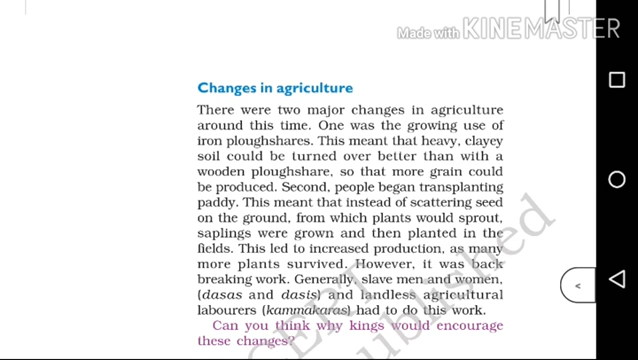 Made with KINEMASTER
Changes in agriculture
There were two major changes in agriculture
around this time. One was the growing use of
iron ploughshares. This meant that heavy, clayey
soil could be turned over better than with a
wooden ploughshare, so that more grain could
be produced. Second, people began transplanting
paddy. This meant that instead of scattering seed
on the ground, from which plants would sprout,
saplings were grown and then planted in the
fields. This led to increased production, as many
more plants survived. However, it was back
breaking work. Generally, slave men and women,
(dasas and dasis) and landless agricultural
labourers (kammakaras) had to do this work.
Can you think why kings would encourage
these changes?